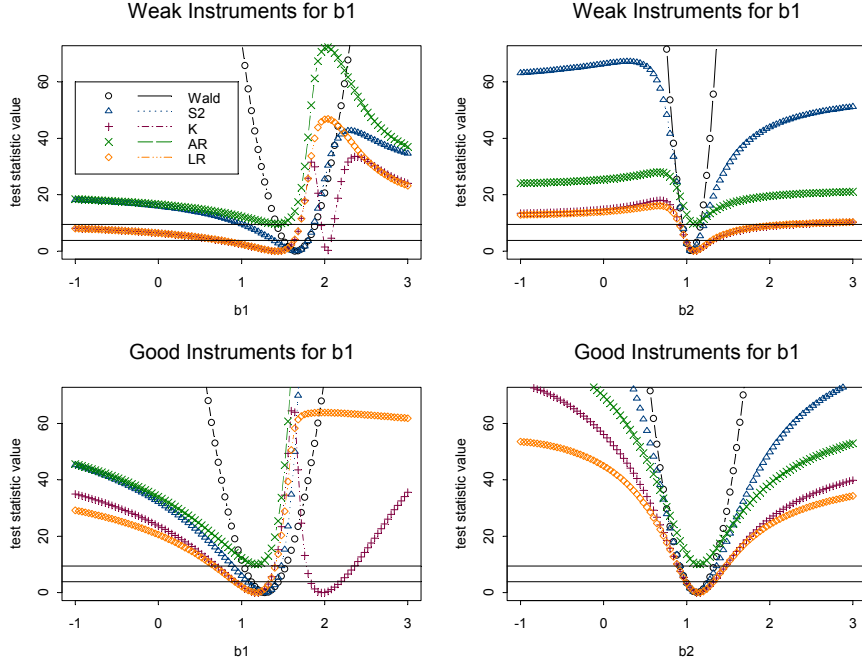 Weak Instruments for b1
test statistic value
60
40
20
0
Wald
S2
K
AR
LR
-1 0 1 2 3
b1
Weak Instruments for b1
test statistic value
60
40
20
0
-1 0 1 2 3
b2
Good Instruments for b1
test statistic value
60
40
20
0
-1 0 1 2 3
b1
Good Instruments for b1
test statistic value
60
40
20
0
-1 0 1 2 3
b2